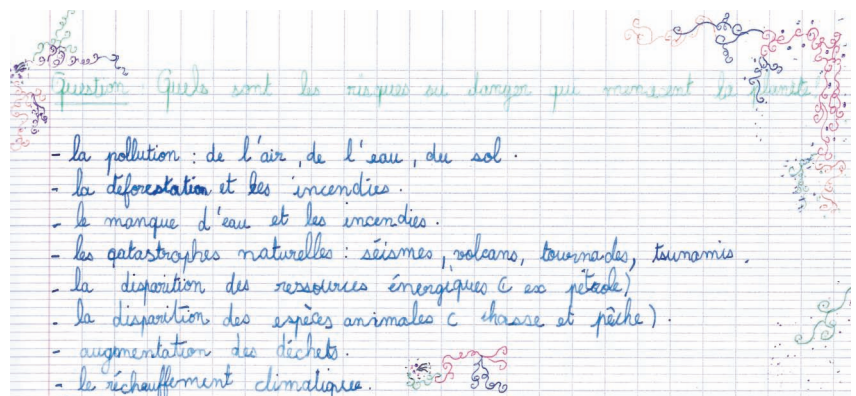 Question : Quels sont les risques ou danger qui menacent la planète
- la pollution : de l'air, de l'eau, du sol.
- la déforestation et les incendies.
- le manque d'eau et les incendies.
- les catastrophes naturelles : séismes, volcans, tournades, tsunamis.
- la disparition des ressources énergiques ( ex pétrole)
- la disparition des espèces animales ( chasse et pêche).
- augmentation des déchets.
- le réchauffement climatique.